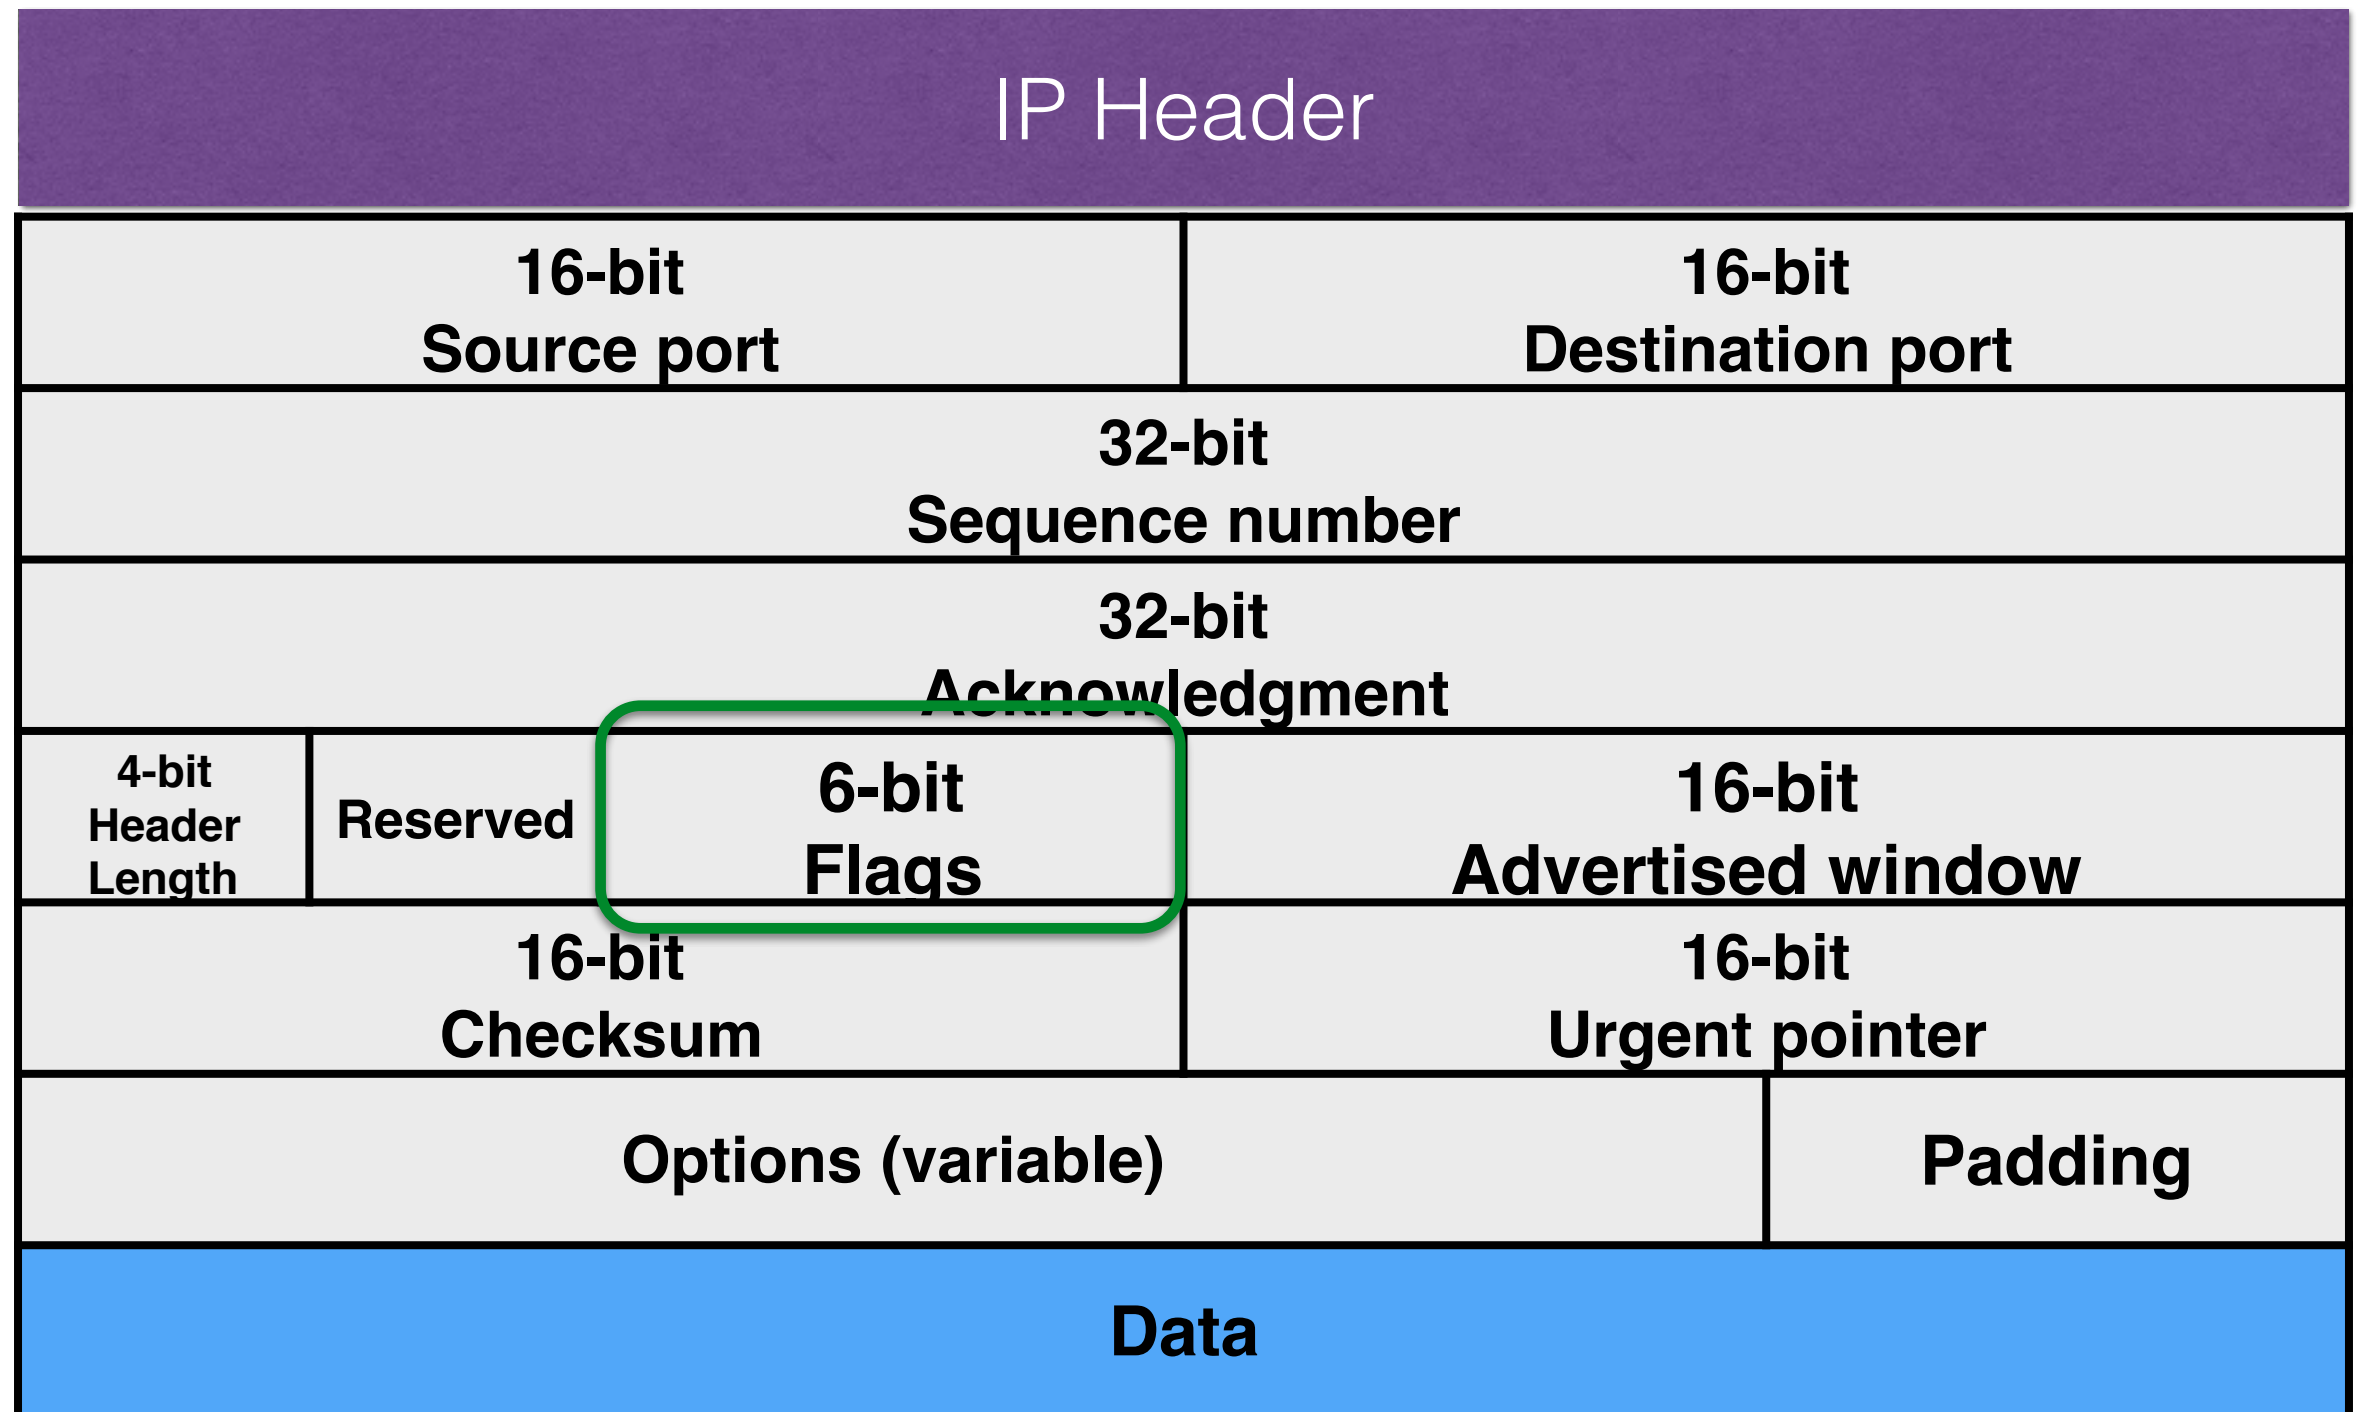 IP Header
16-bit
Source port
16-bit
Destination port
32-bit
Sequence number
32-bit
Acknowledgment
4-bit
Header
Length
Reserved
6-bit
Flags
16-bit
Advertised window
16-bit
Checksum
16-bit
Urgent pointer
Options (variable)
Padding
Data